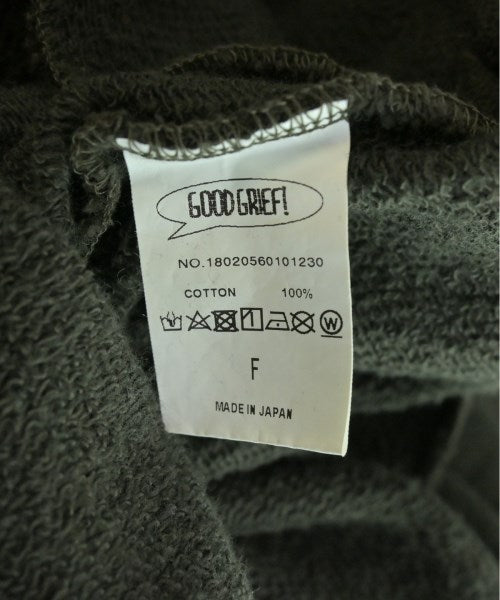 GOOD GRIEF!
NO.18020560101230
COTTON 100%
W
F
MADE IN JAPAN